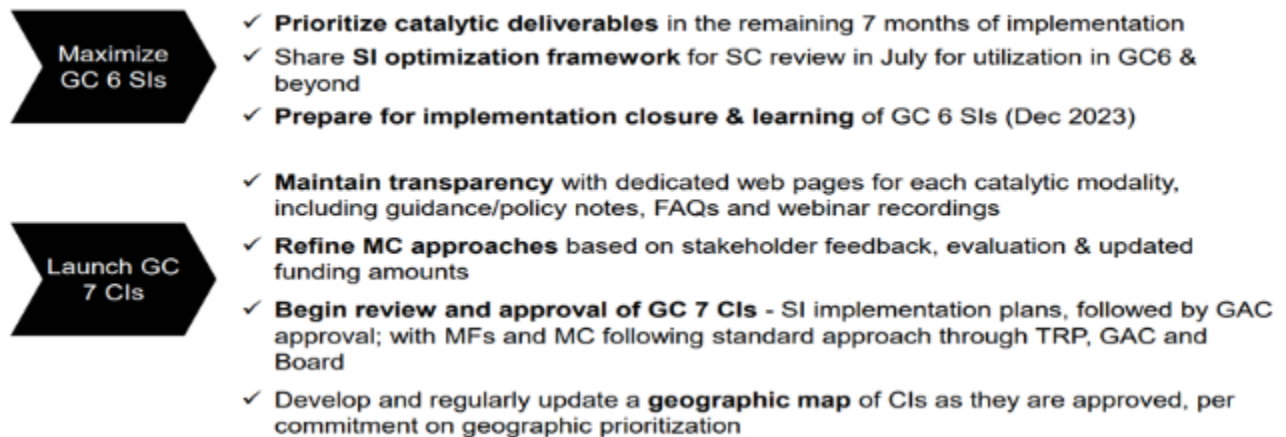 Maximize
GC 6 SIs
✓ Prioritize catalytic deliverables in the remaining 7 months of implementation
✓ Share SI optimization framework for SC review in July for utilization in GC6 &
beyond
✓ Prepare for implementation closure & learning of GC 6 SIs (Dec 2023)
Launch GC
7 CIs
✓ Maintain transparency with dedicated web pages for each catalytic modality,
including guidance/policy notes, FAQs and webinar recordings
✓ Refine MC approaches based on stakeholder feedback, evaluation & updated
funding amounts
✓ Begin review and approval of GC 7 CIs - SI implementation plans, followed by GAC
approval; with MFs and MC following standard approach through TRP, GAC and
Board
✓ Develop and regularly update a geographic map of CIs as they are approved, per
commitment on geographic prioritization